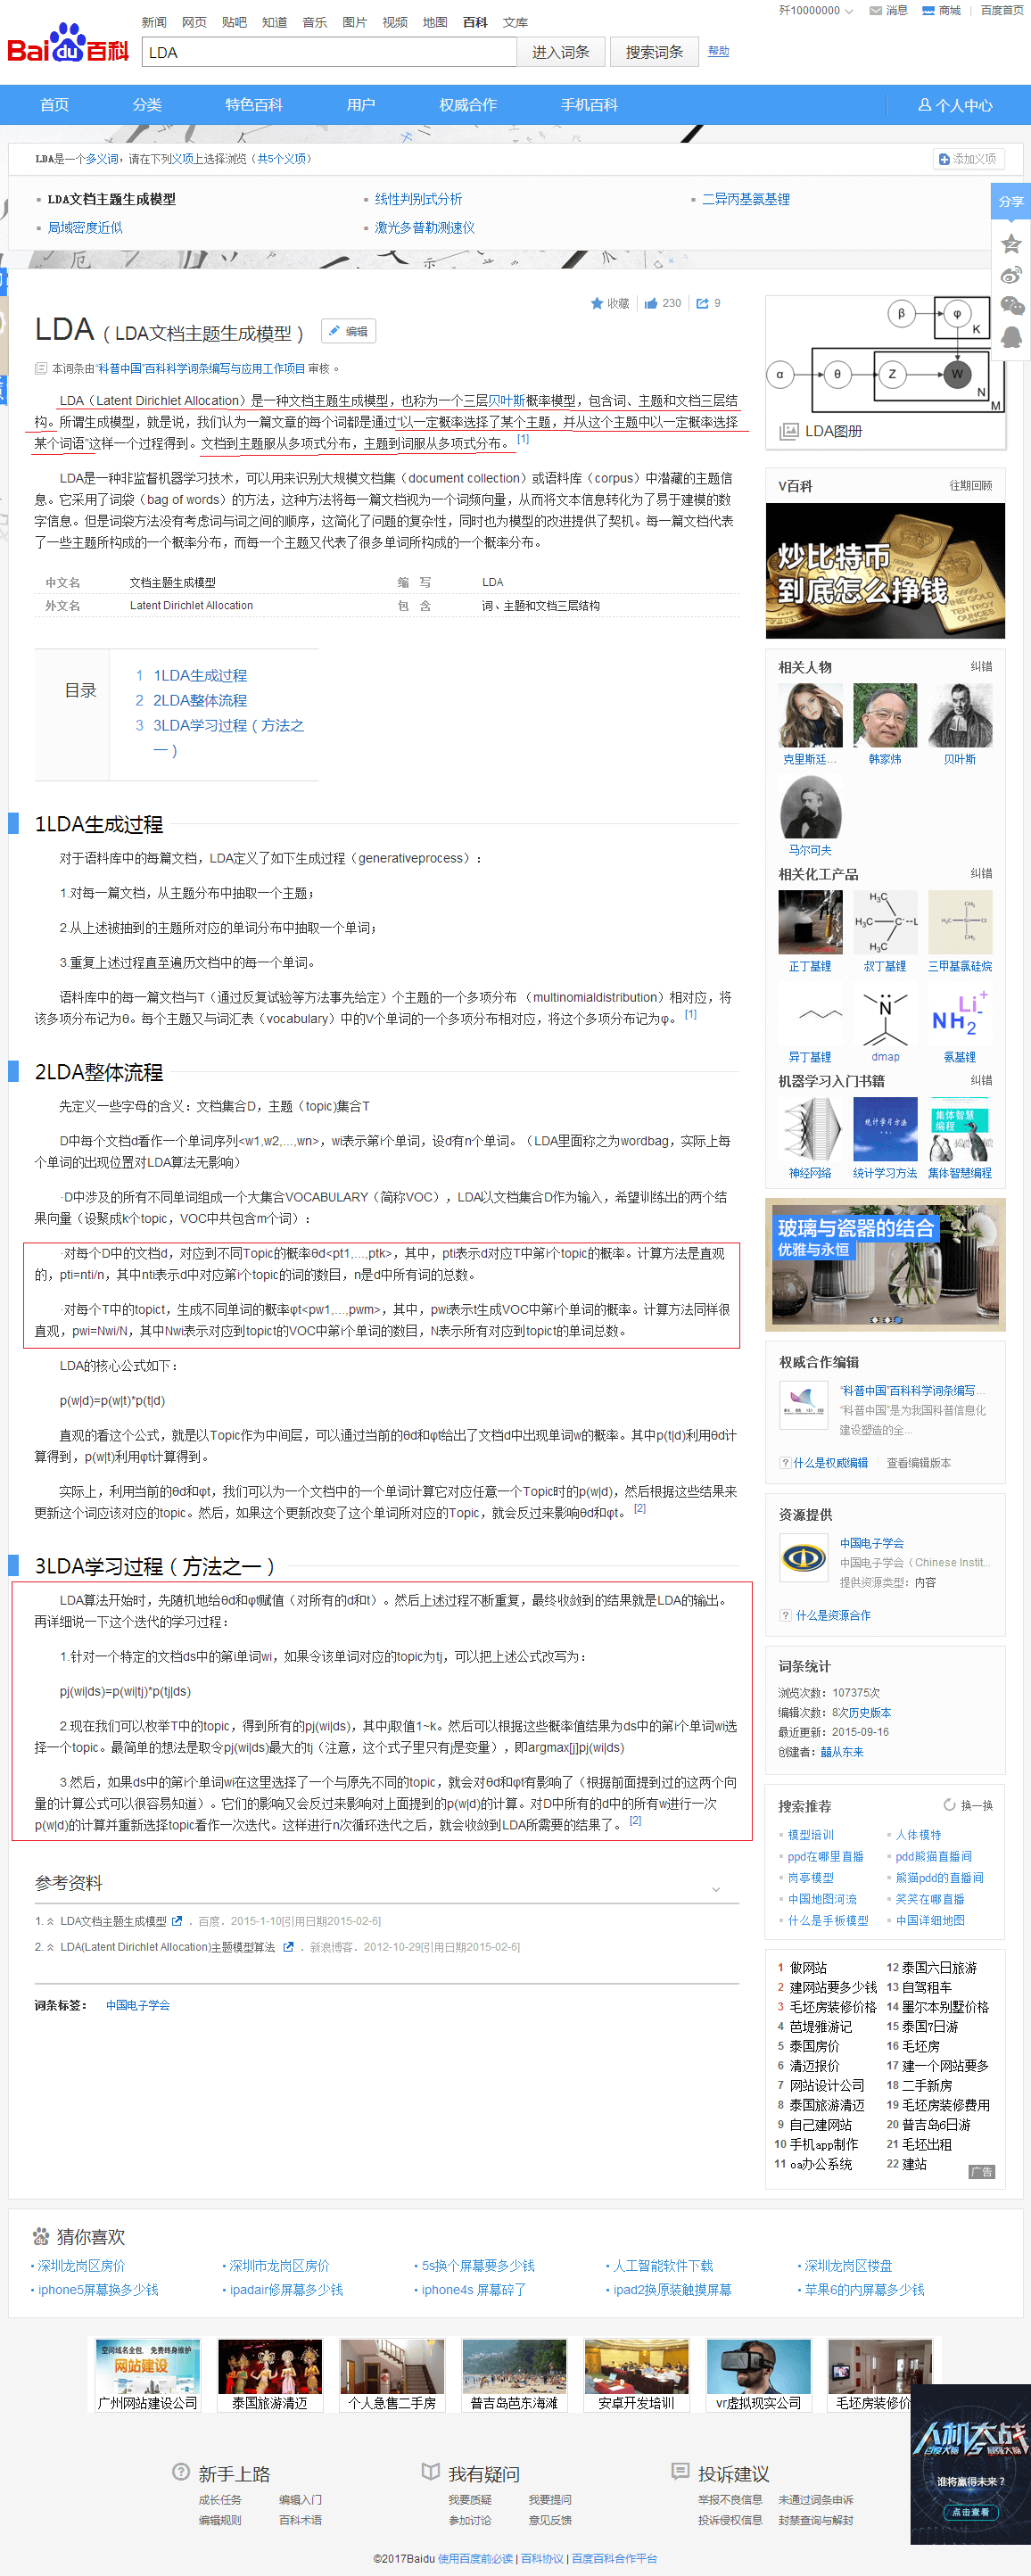 新闻 网页 贴吧 知道 音乐 图片 视频 地图 百科 文库
歼10000000 消息 商城 | 百度首页
Bai du 百科
LDA 进入词条 搜索词条 帮助
首页 分类 特色百科 用户 权威合作 手机百科 个人中心
LDA是一个多义词，请在下列义项上选择浏览（共5个义项） 添加义项
LDA文档主题生成模型 线性判别式分析 二异丙基氨基锂
局域密度近似 激光多普勒测速仪
分享
收藏 230 9
LDA（LDA文档主题生成模型） 编辑
本词条由“科普中国”百科科学词条编写与应用工作项目 审核 。
LDA（Latent Dirichlet Allocation）是一种文档主题生成模型，也称为一个三层贝叶斯概率模型，包含词、主题和文档三层结
构。所谓生成模型，就是说，我们认为一篇文章的每个词都是通过“以一定概率选择了某个主题，并从这个主题中以一定概率选择
某个词语”这样一个过程得到。文档到主题服从多项式分布，主题到词服从多项式分布。 [1]
LDA是一种非监督机器学习技术，可以用来识别大规模文档集（document collection）或语料库（corpus）中潜藏的主题信
息。它采用了词袋（bag of words）的方法，这种方法将每一篇文档视为一个词频向量，从而将文本信息转化为了易于建模的数
字信息。但是词袋方法没有考虑词与词之间的顺序，这简化了问题的复杂性，同时也为模型的改进提供了契机。每一篇文档代表
了一些主题所构成的一个概率分布，而每一个主题又代表了很多单词所构成的一个概率分布。
中文名 文档主题生成模型 缩 写 LDA
外文名 Latent Dirichlet Allocation 包 含 词、主题和文档三层结构
目录
1 1LDA生成过程
2 2LDA整体流程
3 3LDA学习过程（方法之
一）
1LDA生成过程
对于语料库中的每篇文档，LDA定义了如下生成过程（generativeprocess）：
1.对每一篇文档，从主题分布中抽取一个主题；
2.从上述被抽到的主题所对应的单词分布中抽取一个单词；
3.重复上述过程直至遍历文档中的每一个单词。
语料库中的每一篇文档与T（通过反复试验等方法事先给定）个主题的一个多项分布 （multinomialdistribution）相对应，将
该多项分布记为θ。每个主题又与词汇表（vocabulary）中的V个单词的一个多项分布相对应，将这个多项分布记为φ。 [1]
2LDA整体流程
先定义一些字母的含义：文档集合D，主题（topic)集合T
D中每个文档d看作一个单词序列<w1,w2,...,wn>，wi表示第i个单词，设d有n个单词。（LDA里面称之为wordbag，实际上每
个单词的出现位置对LDA算法无影响）
·D中涉及的所有不同单词组成一个大集合VOCABULARY（简称VOC），LDA以文档集合D作为输入，希望训练出的两个结
果向量（设聚成k个topic，VOC中共包含m个词）：
·对每个D中的文档d，对应到不同Topic的概率θd<pt1,...,ptk>，其中，pti表示d对应T中第i个topic的概率。计算方法是直观
的，pti=nti/n，其中nti表示d中对应第i个topic的词的数目，n是d中所有词的总数。
·对每个T中的topict，生成不同单词的概率φt<pw1,...,pwm>，其中，pwi表示t生成VOC中第i个单词的概率。计算方法同样很
直观，pwi=Nwi/N，其中Nwi表示对应到topict的VOC中第i个单词的数目，N表示所有对应到topict的单词总数。
LDA的核心公式如下：
p(w|d)=p(w|t)*p(t|d)
直观的看这个公式，就是以Topic作为中间层，可以通过当前的θd和φt给出了文档d中出现单词w的概率。其中p(t|d)利用θd计
算得到，p(w|t)利用φt计算得到。
实际上，利用当前的θd和φt，我们可以为一个文档中的一个单词计算它对应任意一个Topic时的p(w|d)，然后根据这些结果来
更新这个词应该对应的topic。然后，如果这个更新改变了这个单词所对应的Topic，就会反过来影响θd和φt。 [2]
3LDA学习过程（方法之一）
LDA算法开始时，先随机地给θd和φt赋值（对所有的d和t）。然后上述过程不断重复，最终收敛到的结果就是LDA的输出。
再详细说一下这个迭代的学习过程：
1.针对一个特定的文档ds中的第i单词wi，如果令该单词对应的topic为tj，可以把上述公式改写为：
pj(wi|ds)=p(wi|tj)*p(tj|ds)
2.现在我们可以枚举T中的topic，得到所有的pj(wi|ds)，其中j取值1~k。然后可以根据这些概率值结果为ds中的第i个单词wi选
择一个topic。最简单的想法是取令pj(wi|ds)最大的tj（注意，这个式子里只有j是变量），即argmax[j]pj(wi|ds)
3.然后，如果ds中的第i个单词wi在这里选择了一个与原先不同的topic，就会对θd和φt有影响了（根据前面提到过的这两个向
量的计算公式可以很容易知道）。它们的影响又会反过来影响对上面提到的p(w|d)的计算。对D中所有的d中的所有w进行一次
p(w|d)的计算并重新选择topic看作一次迭代。这样进行n次循环迭代之后，就会收敛到LDA所需要的结果了。 [2]
参考资料
1. LDA文档主题生成模型 ．百度．2015-1-10[引用日期2015-02-6]
2. LDA(Latent Dirichlet Allocation)主题模型算法 ．新浪博客．2012-10-29[引用日期2015-02-6]
词条标签： 中国电子学会
β φ K
α θ Z W N M
LDA图册
V百科 往期回顾
炒比特币
到底怎么挣钱
相关人物 纠错
克里斯廷... 韩家炜 贝叶斯
马尔可夫
相关化工产品 纠错
正丁基锂 叔丁基锂 三甲基氯硅烷
异丁基锂 dmap 氨基锂
机器学习入门书籍 纠错
神经网络 统计学习方法 集体智慧编程
玻璃与瓷器的结合
优雅与永恒
权威合作编辑
“科普中国”百科科学词条编写...
“科普中国”是为我国科普信息化
建设塑造的全...
什么是权威编辑 查看编辑版本
资源提供
中国电子学会
中国电子学会（Chinese Instit...
提供资源类型：内容
什么是资源合作
词条统计
浏览次数：107375次
编辑次数：8次历史版本
最近更新：2015-09-16
创建者：囍从东来
搜索推荐 换一换
模型培训 人体模特
ppd在哪里直播 pdd熊猫直播间
岗亭模型 熊猫pdd的直播间
中国地图河流 笑笑在哪直播
什么是手板模型 中国详细地图
1 做网站 12 泰国六日旅游
2 建网站要多少钱 13 自驾租车
3 毛坯房装修价格 14 墨尔本别墅价格
4 芭堤雅游记 15 泰国7日游
5 泰国房价 16 毛坯房
6 清迈报价 17 建一个网站要多
7 网站设计公司 18 二手新房
8 泰国旅游清迈 19 毛坯房装修费用
9 自己建网站 20 普吉岛6日游
10 手机app制作 21 毛坯出租
11 oa办公系统 22 建站
广告
猜你喜欢
深圳龙岗区房价 深圳市龙岗区房价 5s换个屏幕要多少钱 人工智能软件下载 深圳龙岗区楼盘
iphone5屏幕换多少钱 ipadair修屏幕多少钱 iphone4s 屏幕碎了 ipad2换原装触摸屏幕 苹果6的内屏幕多少钱
空间域名全包，免费终身维护
网站建设
广州网站建设公司 泰国旅游清迈 个人急售二手房 普吉岛芭东海滩 安卓开发培训 vr虚拟现实公司 毛坯房装修价
人机大战
谁将赢得未来？
点击查看
新手上路 我有疑问 投诉建议
成长任务 编辑入门 我要质疑 我要提问 举报不良信息 未通过词条申诉
编辑规则 百科术语 参加讨论 意见反馈 投诉侵权信息 封禁查询与解封
©2017Baidu 使用百度前必读 | 百科协议 | 百度百科合作平台